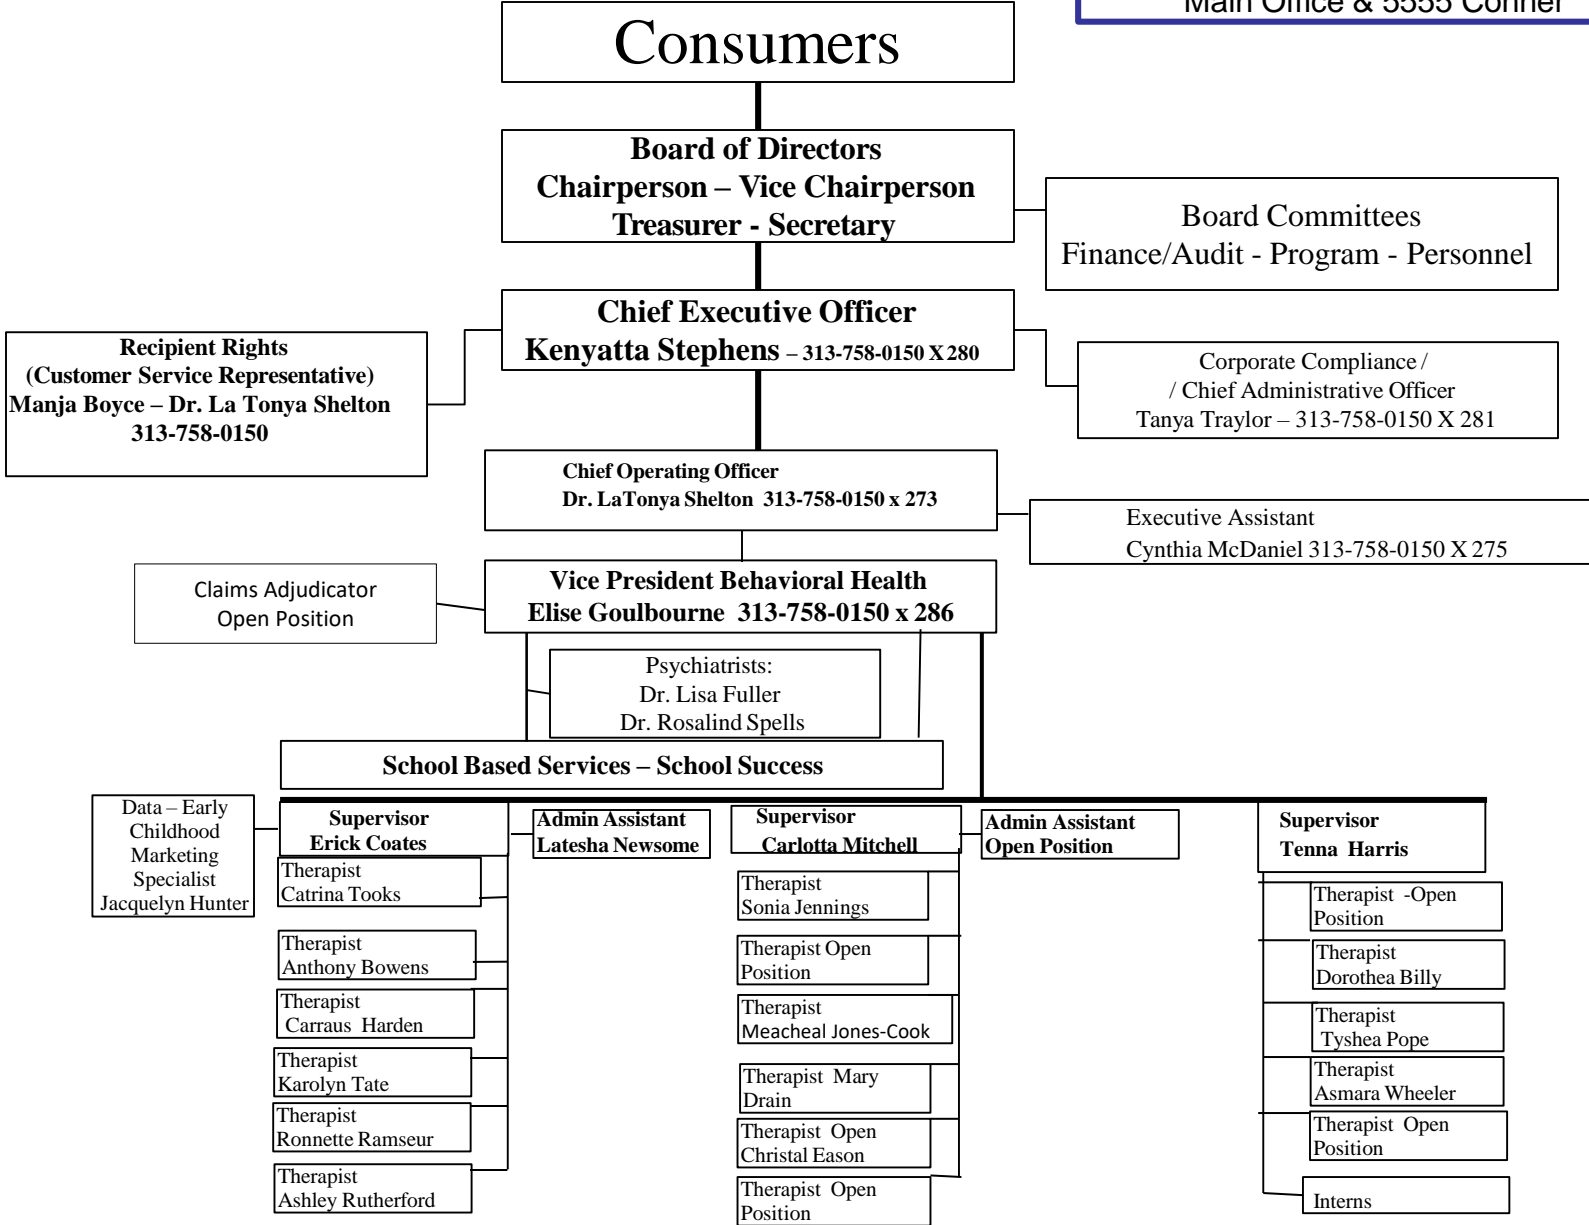 Main Office & 5555 Conner
Consumers
Board of Directors
Chairperson – Vice Chairperson
Treasurer - Secretary
Board Committees
Finance/Audit - Program - Personnel
Chief Executive Officer
Kenyatta Stephens – 313-758-0150 X 280
Recipient Rights
(Customer Service Representative)
Manja Boyce – Dr. La Tonya Shelton
313-758-0150
Corporate Compliance /
/ Chief Administrative Officer
Tanya Traylor – 313-758-0150 X 281
Chief Operating Officer
Dr. LaTonya Shelton 313-758-0150 x 273
Executive Assistant
Cynthia McDaniel 313-758-0150 X 275
Vice President Behavioral Health
Elise Goulbourne 313-758-0150 x 286
Claims Adjudicator
Open Position
Psychiatrists:
Dr. Lisa Fuller
Dr. Rosalind Spells
School Based Services – School Success
Data – Early
Childhood
Marketing
Specialist
Jacquelyn Hunter
Supervisor
Erick Coates
Admin Assistant
Latesha Newsome
Therapist
Catrina Tooks
Therapist
Anthony Bowens
Therapist
Carraus Harden
Therapist
Karolyn Tate
Therapist
Ronnette Ramseur
Therapist
Ashley Rutherford
Supervisor
Carlotta Mitchell
Admin Assistant
Open Position
Therapist
Sonia Jennings
Therapist Open
Position
Therapist
Meacheal Jones-Cook
Therapist Mary
Drain
Therapist Open
Christal Eason
Therapist Open
Position
Supervisor
Tenna Harris
Therapist -Open
Position
Therapist
Dorothea Billy
Therapist
Tyshea Pope
Therapist
Asmara Wheeler
Therapist Open
Position
Interns